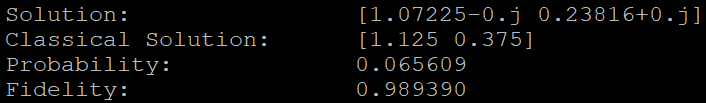 Solution: [1.07225-0.j 0.23816+0.j]
Classical Solution: [1.125 0.375]
Probability: 0.065609
Fidelity: 0.989390